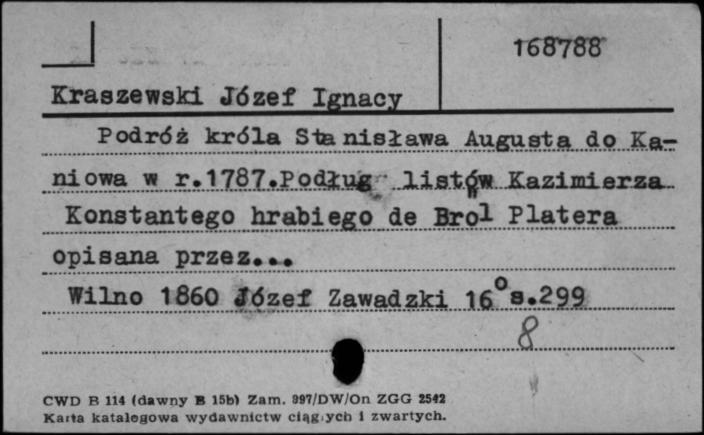 168788
Kraszewski Józef Ignacy
Podróż króla Stanisława Augusta do Ka-
niowa w r.1787.Podług listów Kazimierza
Konstantego hrabiego de Broł Platera
opisana przez...
Wilno 1860 Józef Zawadzki 16° s.299
8
CWD B 114 (dawny B 15b) Zam. 997/DW/On ZGG 2542
Karta katalogowa wydawnictw ciągłych i zwartych.